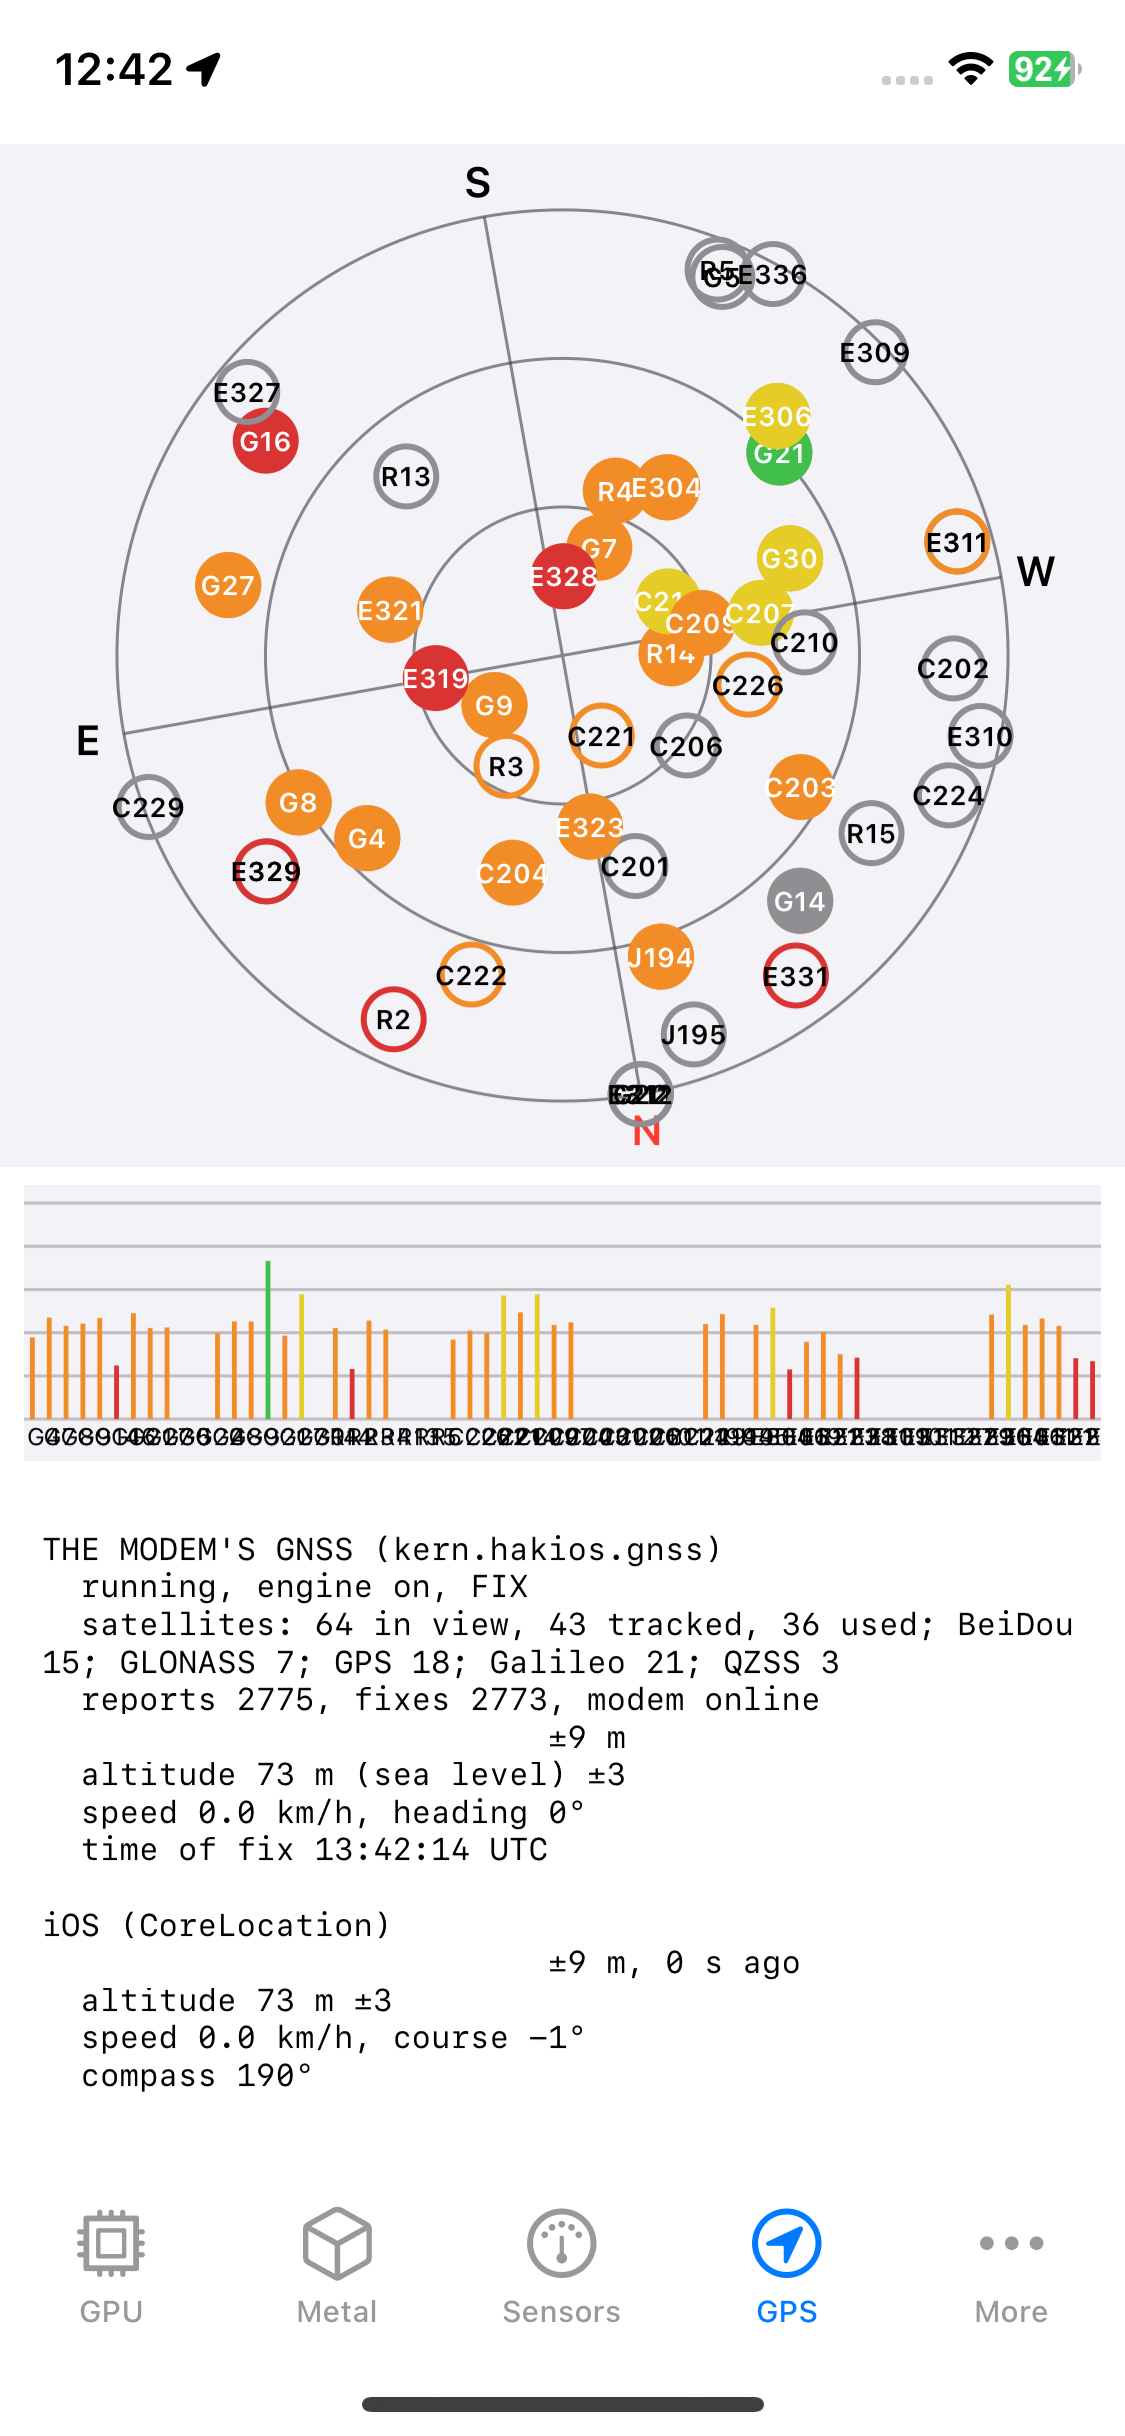 12:42
92
S
R5
G5
E336
E309
E327
E306
G16
G21
R13
R4
E304
E311
G7
G30
W
E328
G27
C21
E321
C209
C207
C210
R14
C202
E319
C226
G9
C221
E310
E
C206
R3
C203
C224
G8
C229
E323
R15
G4
C201
E329
C204
G14
J194
C222
E331
R2
J195
N
THE MODEM'S GNSS (kern.hakios.gnss)
running, engine on, FIX
satellites: 64 in view, 43 tracked, 36 used; BeiDou
15; GLONASS 7; GPS 18; Galileo 21; QZSS 3
reports 2775, fixes 2773, modem online
±9 m
altitude 73 m (sea level) ±3
speed 0.0 km/h, heading 0°
time of fix 13:42:14 UTC
iOS (CoreLocation)
±9 m, 0 s ago
altitude 73 m ±3
speed 0.0 km/h, course −1°
compass 190°
GPU
Metal
Sensors
GPS
More